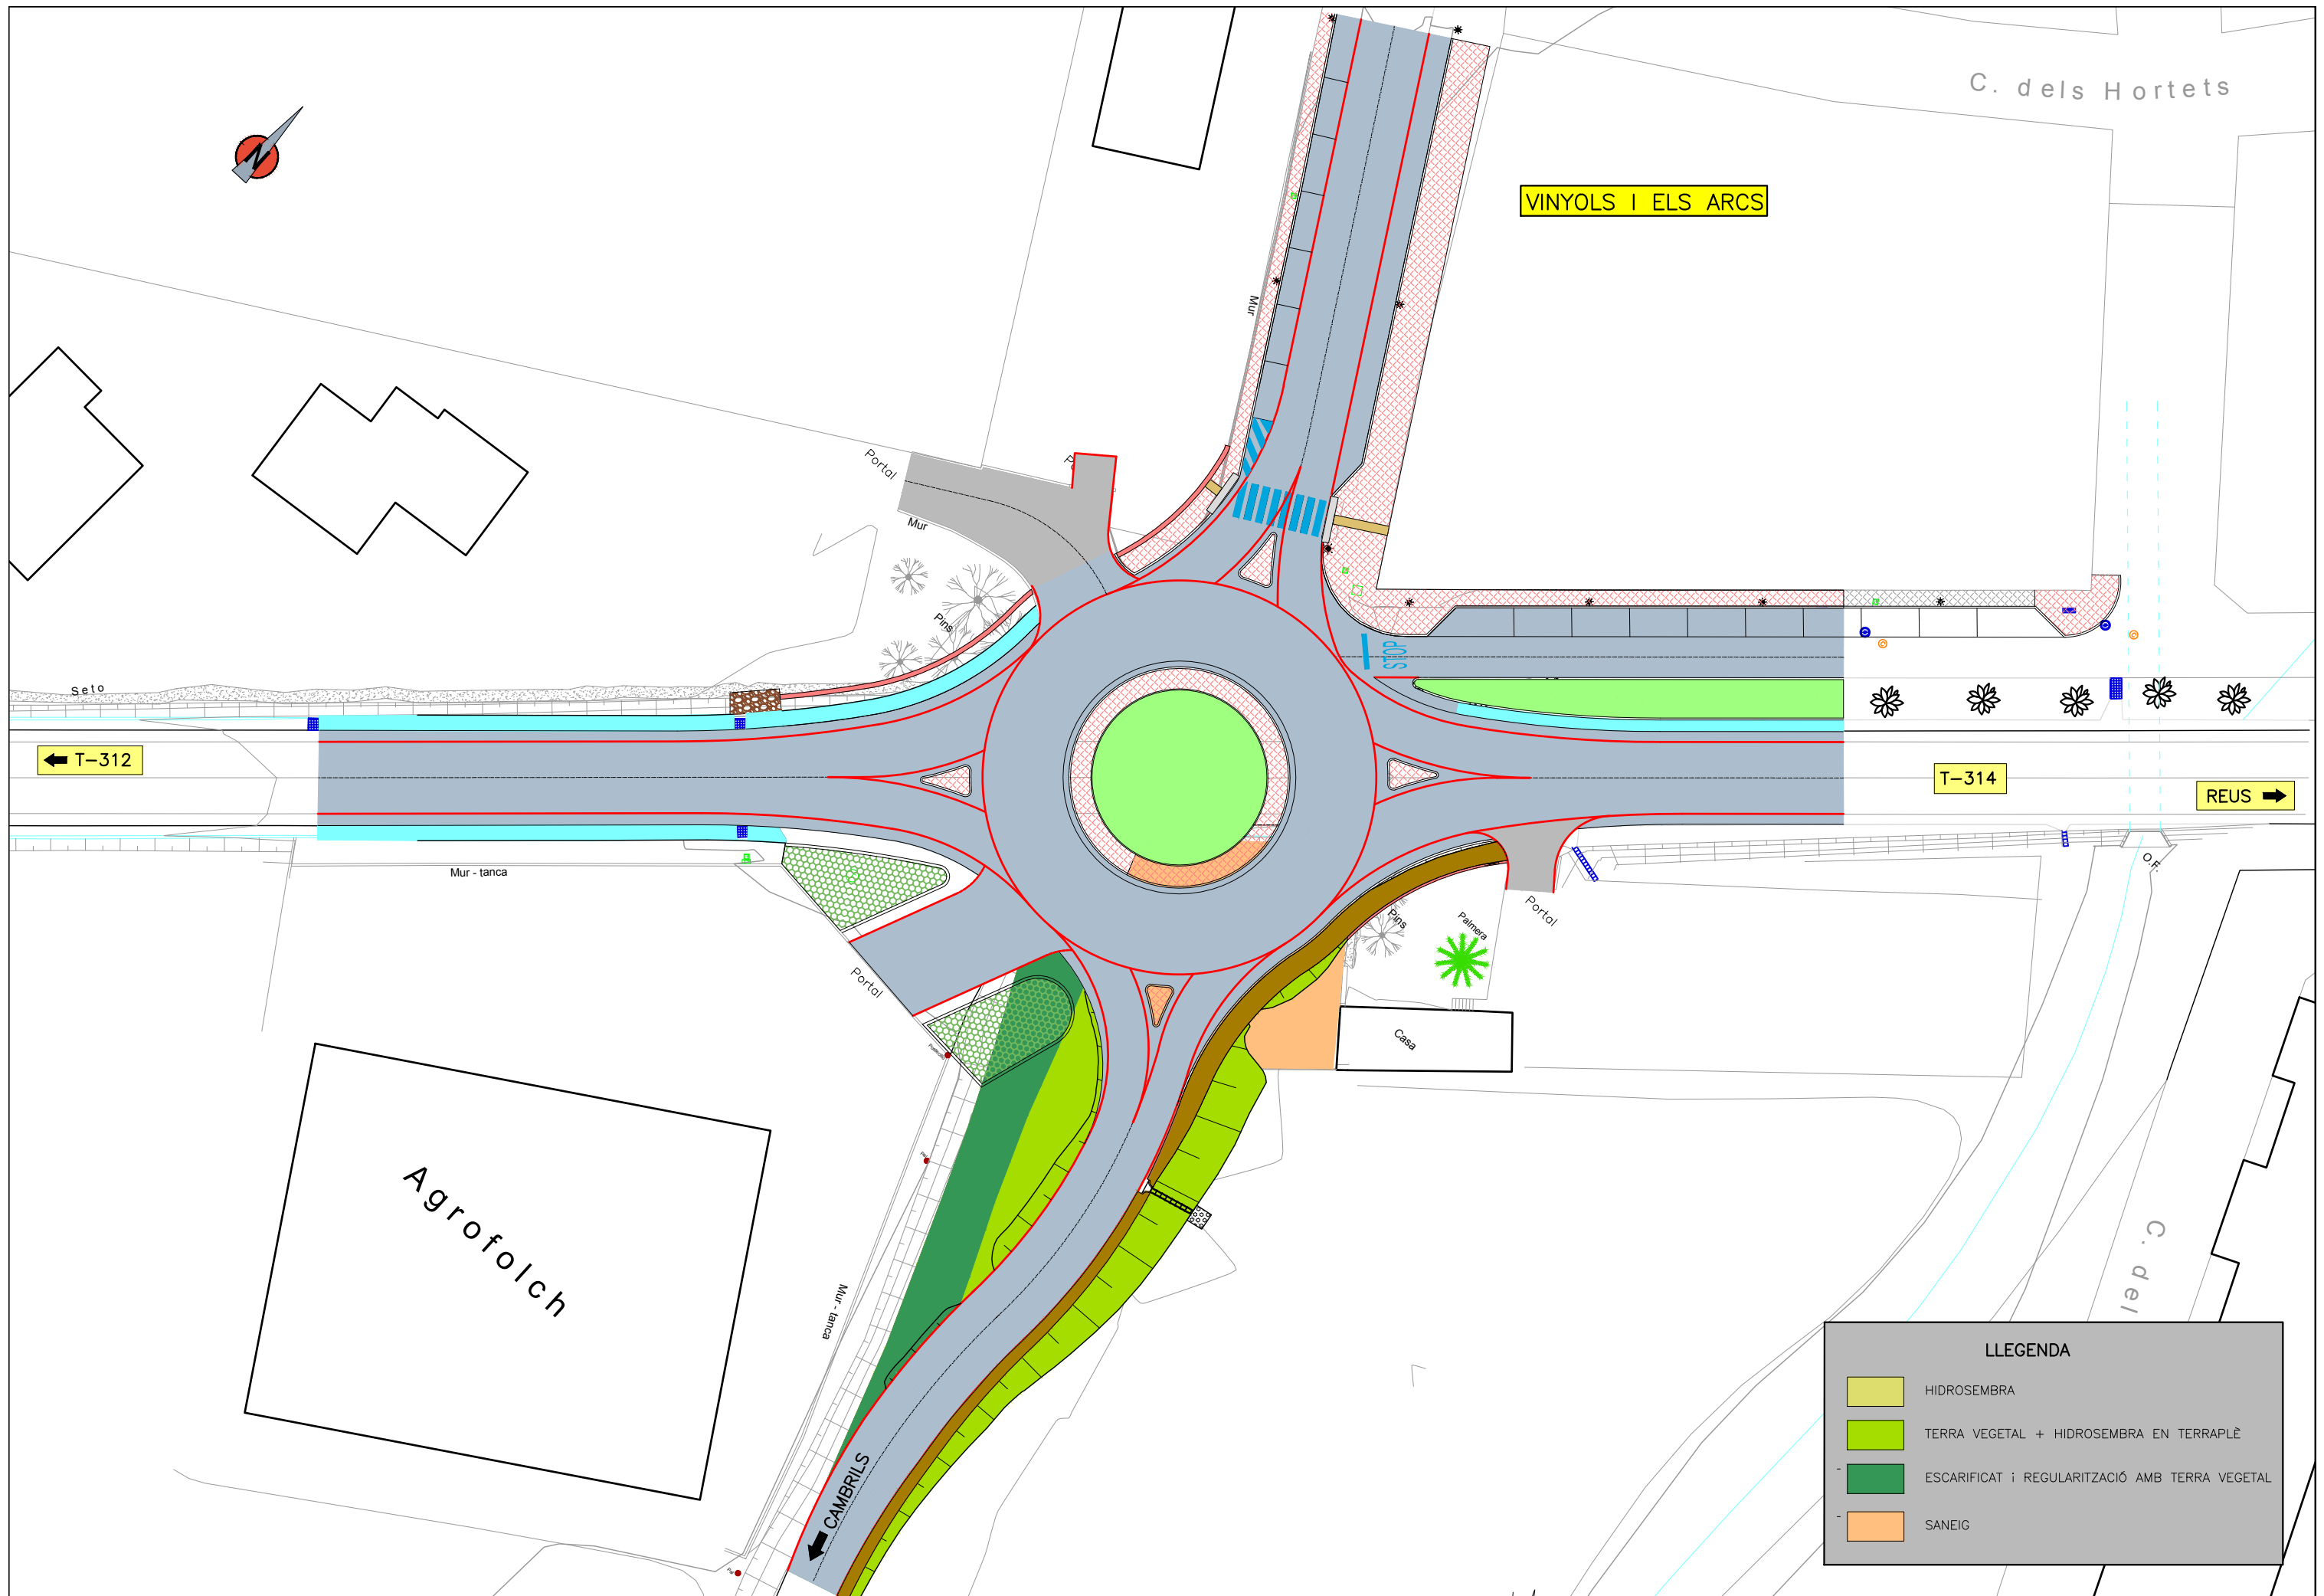 C. dels Hortets
N
VINYOLS I ELS ARCS
Mur
Portal
Mur
Pins
Seto
STOP
T-312
T-314
REUS
Mur - tanca
Portal
Pins
Palmera
Portal
O.F.
Casa
Agrofolch
Mur - tanca
CAMBRILS
C. del
LLEGENDA
HIDROSEMBRA
TERRA VEGETAL + HIDROSEMBRA EN TERRAPLÈ
ESCARIFICAT i REGULARITZACIÓ AMB TERRA VEGETAL
SANEIG